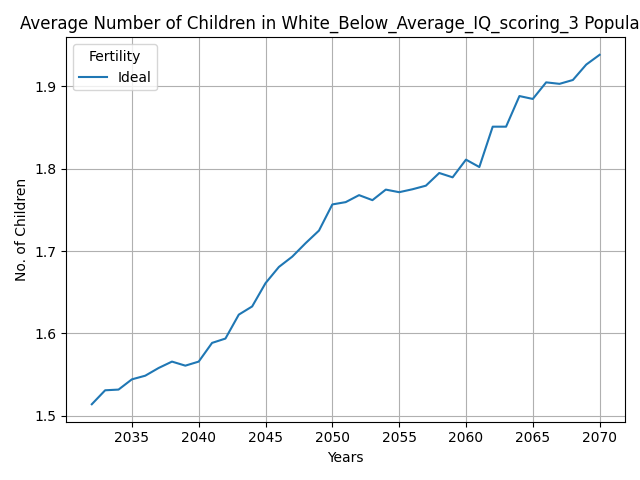 Average Number of Children in White_Below_Average_IQ_scoring_3 Popula
Fertility
Ideal
No. of Children
1.9
1.8
1.7
1.6
1.5
2035 2040 2045 2050 2055 2060 2065 2070
Years